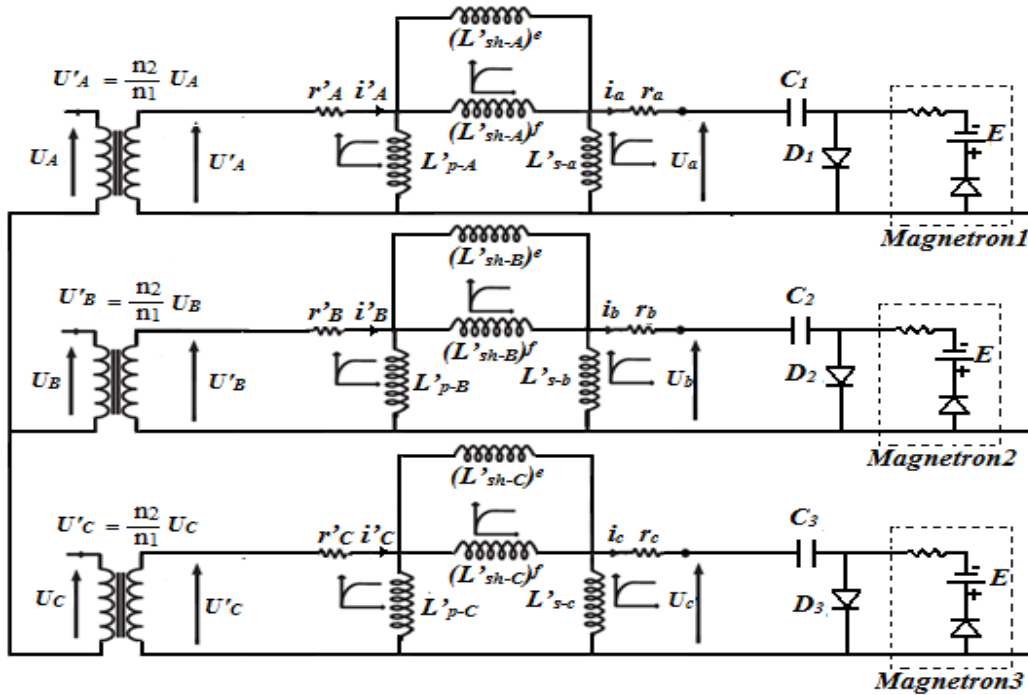 (L'sh-A)^e
U'A = n2/n1 UA
r'A i'A
(L'sh-A)^f
ia ra
C1
UA
U'A
L'p-A
L's-a
Ua
D1
E
-
+
Magnetron1
(L'sh-B)^e
U'B = n2/n1 UB
r'B i'B
(L'sh-B)^f
ib rb
C2
UB
U'B
L'p-B
L's-b
Ub
D2
E
-
+
Magnetron2
(L'sh-C)^e
U'C = n2/n1 UC
r'C i'C
(L'sh-C)^f
ic rc
C3
UC
U'C
L'p-C
L's-c
Uc
D3
E
-
+
Magnetron3